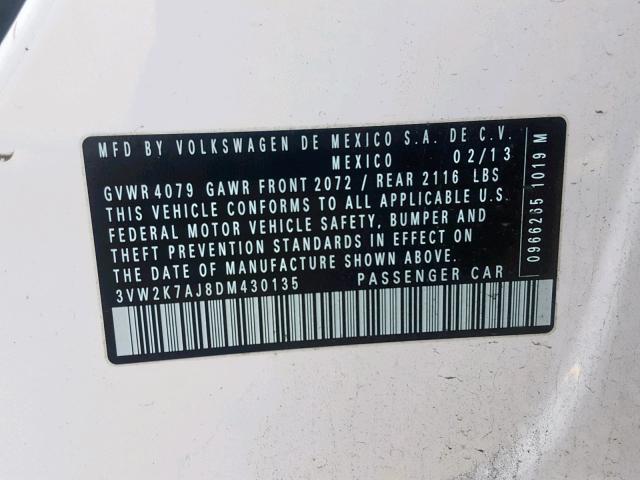 MFD BY VOLKSWAGEN DE MEXICO S.A. DE C.V.
MEXICO 02/13
GVWR 4079 GAWR FRONT 2072 / REAR 2116 LBS
THIS VEHICLE CONFORMS TO ALL APPLICABLE U.S.
FEDERAL MOTOR VEHICLE SAFETY, BUMPER AND
THEFT PREVENTION STANDARDS IN EFFECT ON
THE DATE OF MANUFACTURE SHOWN ABOVE.
3VW2K7AJ8DM430135 PASSENGER CAR
0966265 1019 M